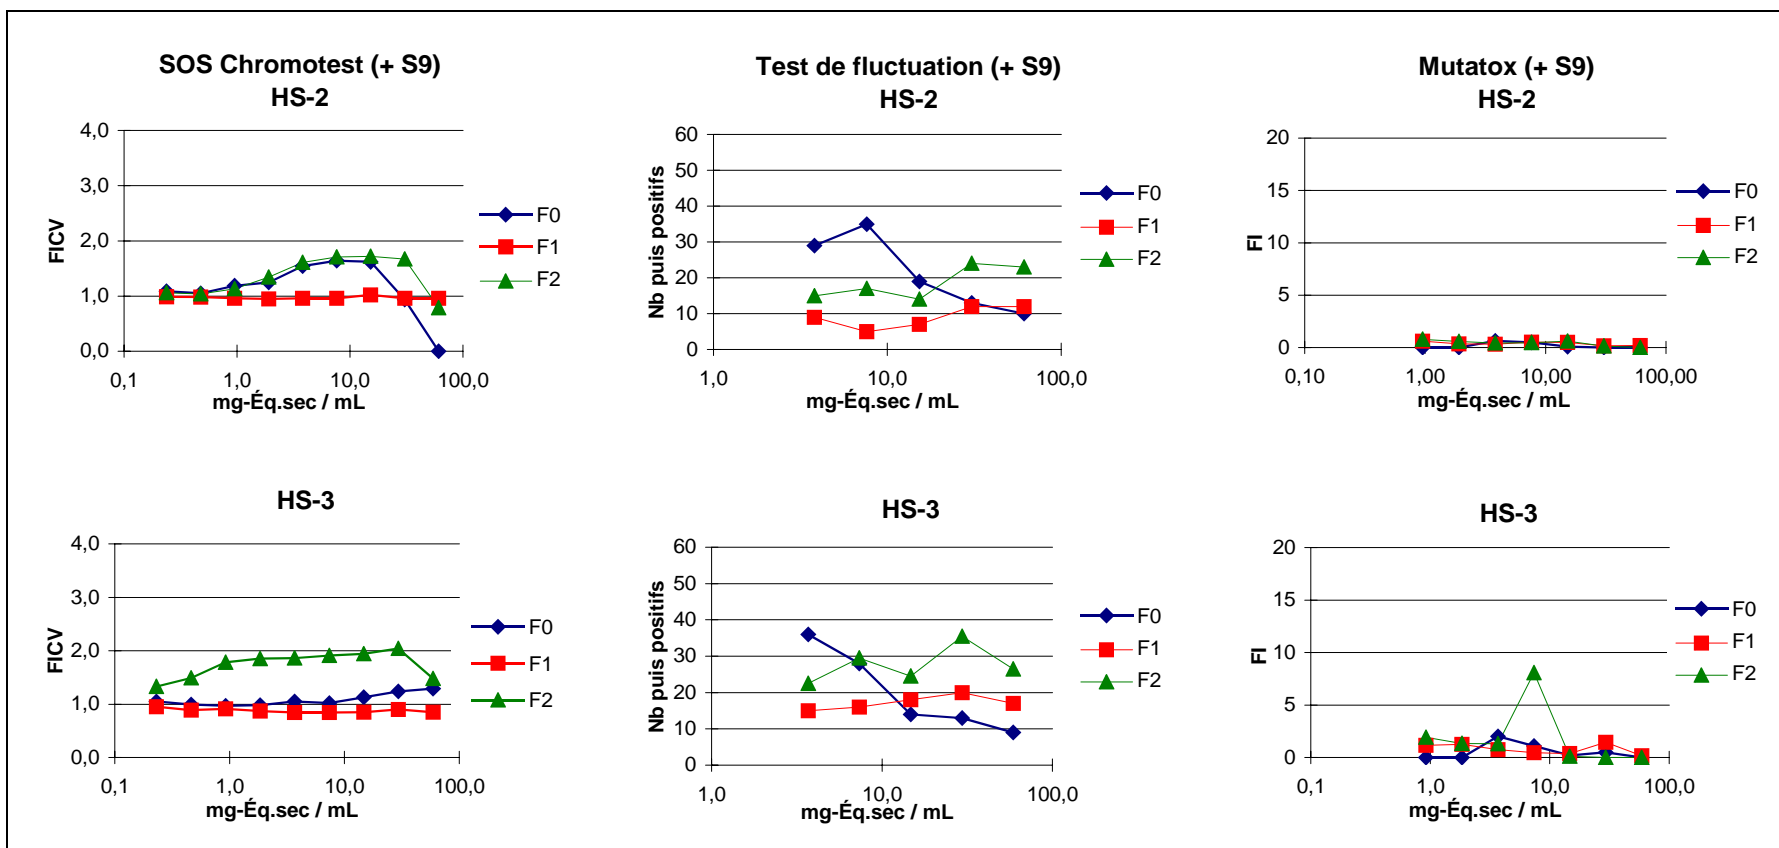 SOS Chromotest (+ S9)
HS-2
4,0
3,0
2,0
1,0
0,0
FICV
0,1
1,0
10,0
100,0
mg-Éq.sec / mL
F0
F1
F2
Test de fluctuation (+ S9)
HS-2
60
50
40
30
20
10
0
Nb puis positifs
1,0
10,0
100,0
mg-Éq.sec / mL
F0
F1
F2
Mutatox (+ S9)
HS-2
20
15
10
5
0
FI
0,10
1,00
10,00
100,00
mg-Éq.sec / mL
F0
F1
F2
HS-3
4,0
3,0
2,0
1,0
0,0
FICV
0,1
1,0
10,0
100,0
mg-Éq.sec / mL
F0
F1
F2
HS-3
60
50
40
30
20
10
0
Nb puis positifs
1,0
10,0
100,0
mg-Éq.sec / mL
F0
F1
F2
HS-3
20
15
10
5
0
FI
0,1
1,0
10,0
100,0
mg-Éq.sec / mL
F0
F1
F2